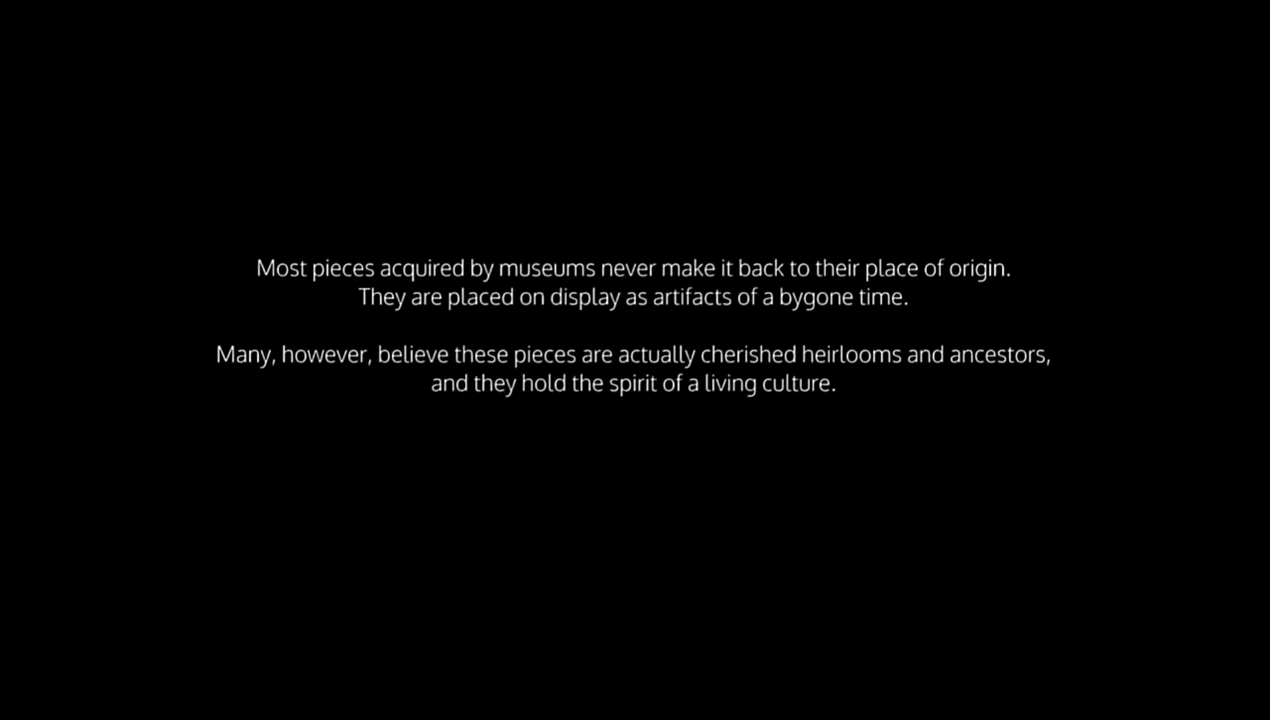 Most pieces acquired by museums never make it back to their place of origin.
They are placed on display as artifacts of a bygone time.
Many, however, believe these pieces are actually cherished heirlooms and ancestors,
and they hold the spirit of a living culture.